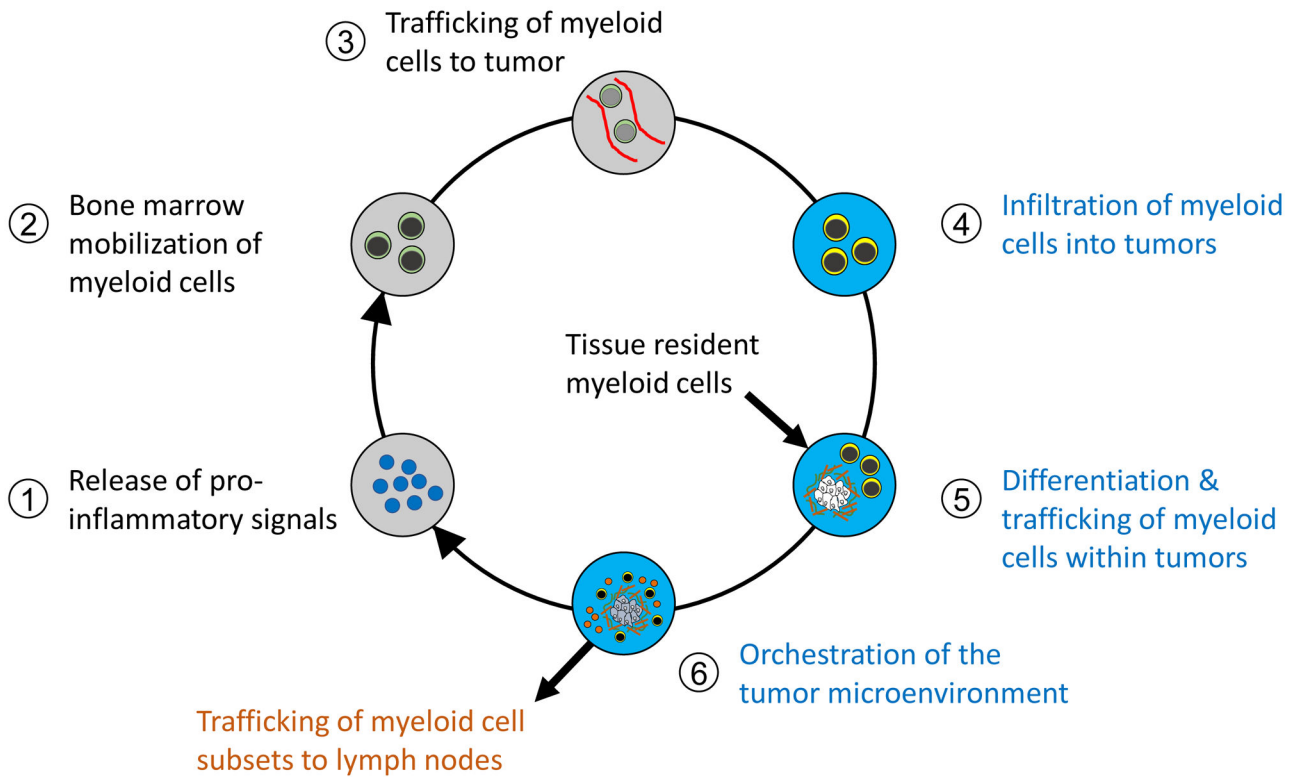 ③ Trafficking of myeloid
cells to tumor
② Bone marrow
mobilization of
myeloid cells
④ Infiltration of myeloid
cells into tumors
Tissue resident
myeloid cells
① Release of pro-
inflammatory signals
⑤ Differentiation &
trafficking of myeloid
cells within tumors
⑥ Orchestration of the
tumor microenvironment
Trafficking of myeloid cell
subsets to lymph nodes